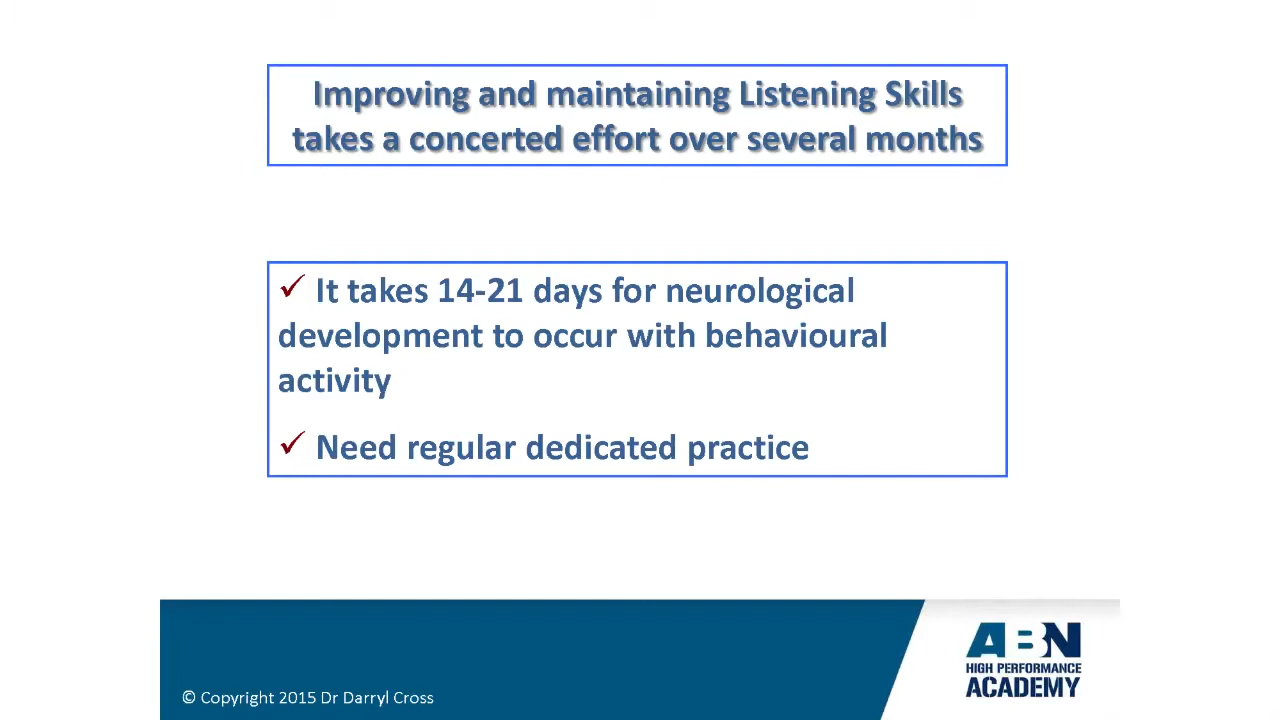 Improving and maintaining Listening Skills
takes a concerted effort over several months
✓ It takes 14-21 days for neurological
development to occur with behavioural
activity
✓ Need regular dedicated practice
© Copyright 2015 Dr Darryl Cross
ABN
HIGH PERFORMANCE
ACADEMY